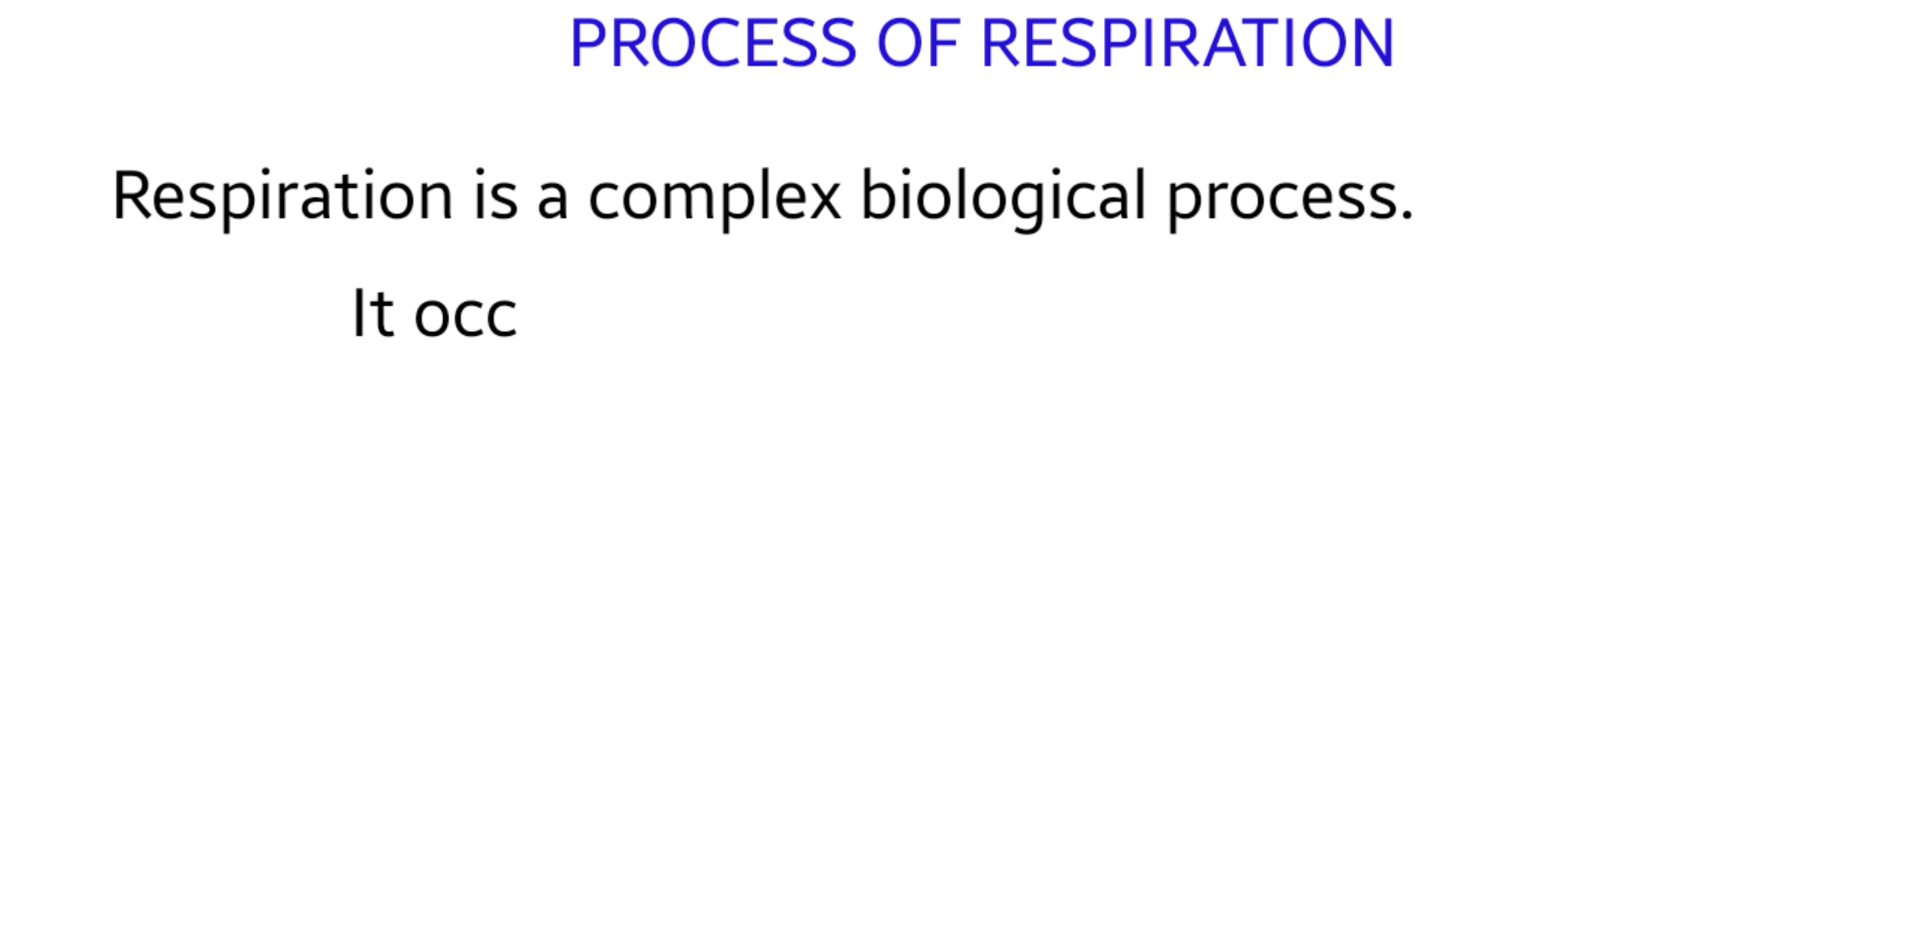 PROCESS OF RESPIRATION
Respiration is a complex biological process.
It occ